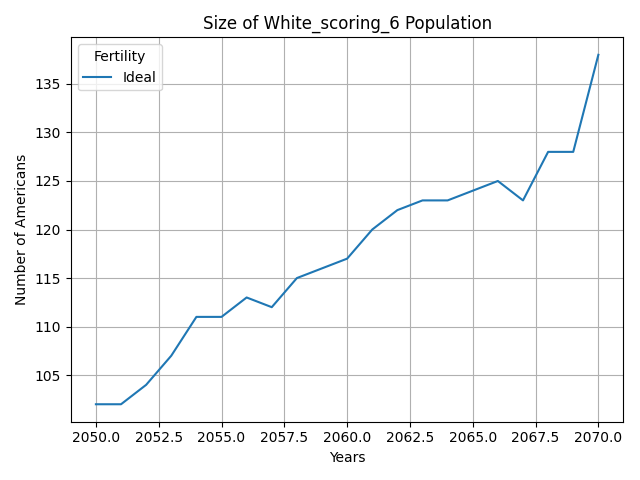 Size of White_scoring_6 Population
Fertility
Ideal
Number of Americans
135
130
125
120
115
110
105
2050.0 2052.5 2055.0 2057.5 2060.0 2062.5 2065.0 2067.5 2070.0
Years